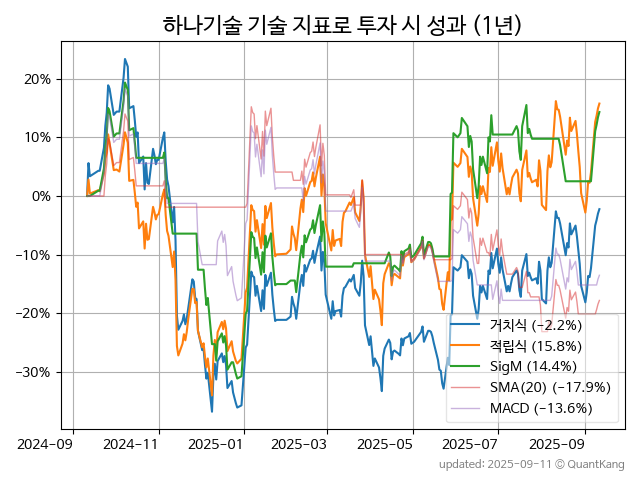 하나기술 기술 지표로 투자 시 성과 (1년)
20%
10%
0%
−10%
−20%
−30%
2024-09
2024-11
2025-01
2025-03
2025-05
2025-07
2025-09
거치식 (−2.2%)
적립식 (15.8%)
SigM (14.4%)
SMA(20) (−17.9%)
MACD (−13.6%)
updated: 2025-09-11 © QuantKang